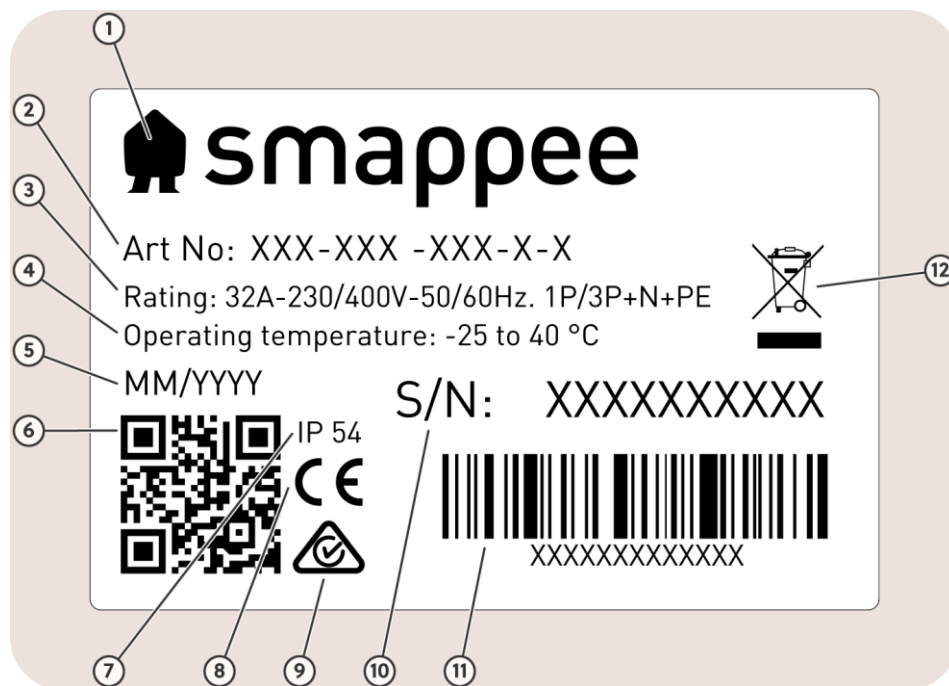 1
2
3
4
5
6
7
8
9
10
11
12
smappee
Art No: XXX-XXX -XXX-X-X
Rating: 32A-230/400V-50/60Hz. 1P/3P+N+PE
Operating temperature: -25 to 40 °C
MM/YYYY
S/N: XXXXXXXXXX
IP 54
CE
XXXXXXXXXXXXX